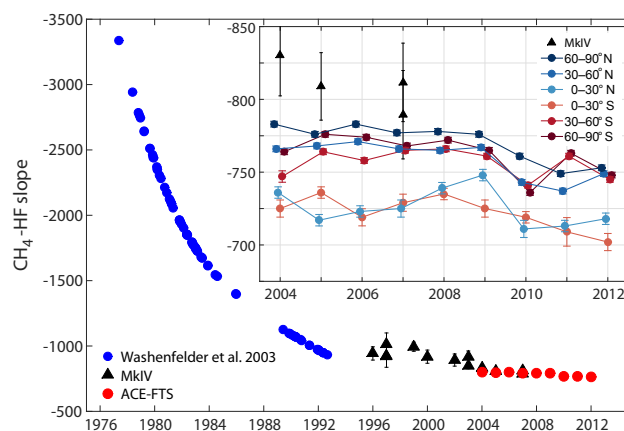 -3500
-3000
-2500
-2000
-1500
-1000
-500
CH₄-HF slope
1976 1980 1984 1988 1992 1996 2000 2004 2008 2012
Washenfelder et al. 2003
MkIV
ACE-FTS
-850
-800
-750
-700
2004 2006 2008 2010 2012
MkIV
60–90° N
30–60° N
0–30° N
0–30° S
30–60° S
60–90° S